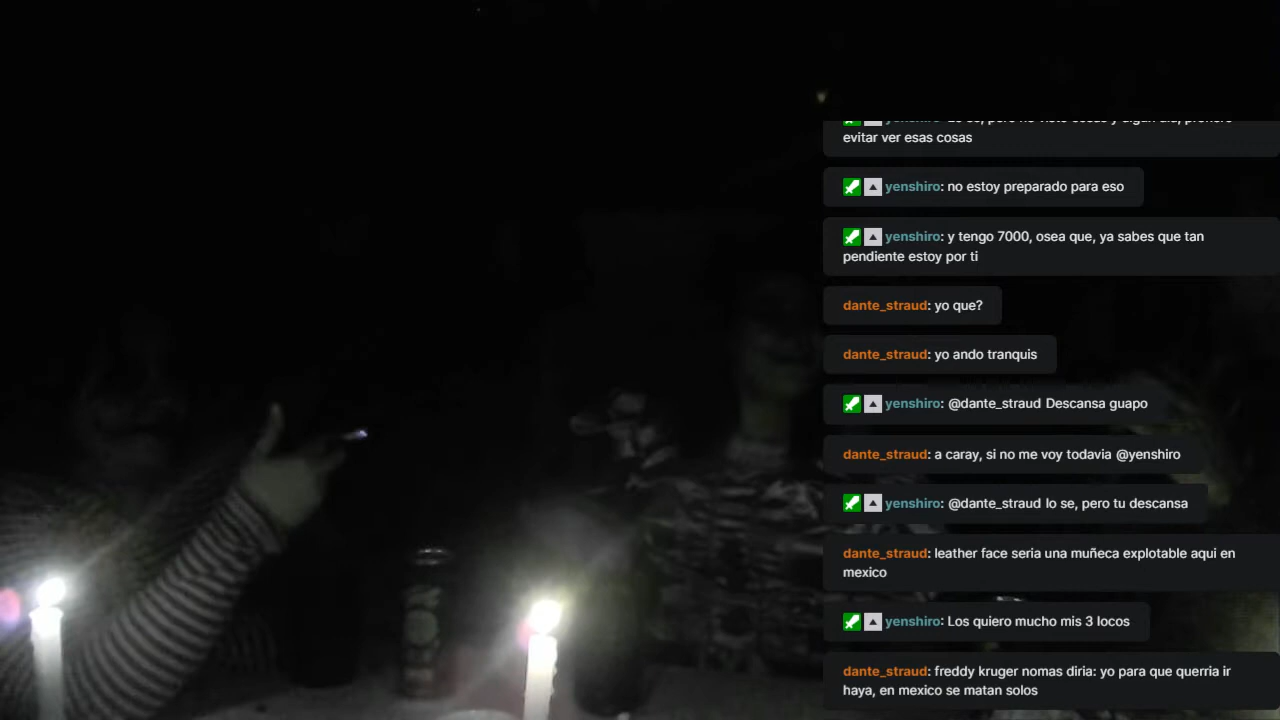 evitar ver esas cosas
yenshiro: no estoy preparado para eso
yenshiro: y tengo 7000, osea que, ya sabes que tan
pendiente estoy por ti
dante_straud: yo que?
dante_straud: yo ando tranquis
yenshiro: @dante_straud Descansa guapo
dante_straud: a caray, si no me voy todavia @yenshiro
yenshiro: @dante_straud lo se, pero tu descansa
dante_straud: leather face seria una muñeca explotable aqui en
mexico
yenshiro: Los quiero mucho mis 3 locos
dante_straud: freddy kruger nomas diria: yo para que querria ir
haya, en mexico se matan solos